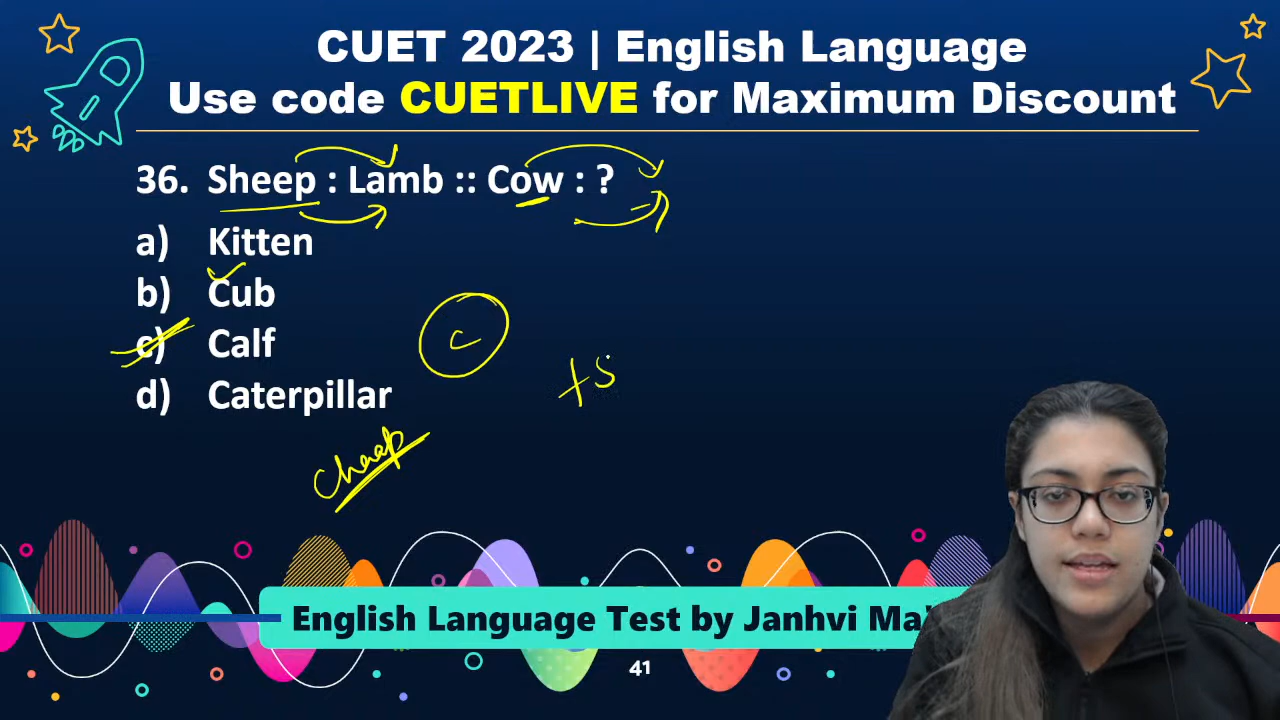 CUET 2023 | English Language
Use code CUETLIVE for Maximum Discount
36. Sheep : Lamb :: Cow : ?
a) Kitten
b) Cub
c) Calf
d) Caterpillar
C
+5
English Language Test by Janhvi Ma'
41